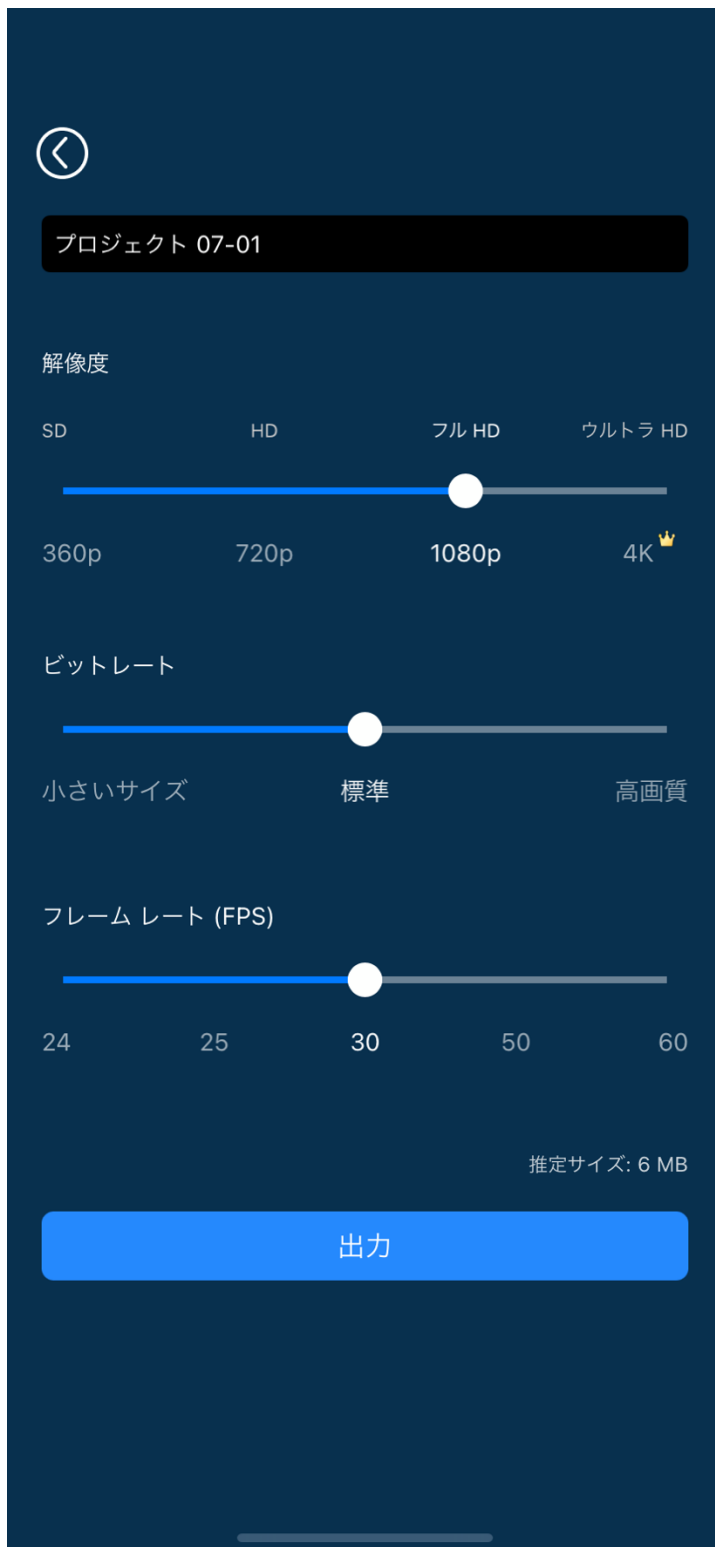 プロジェクト 07-01
解像度
SD HD フル HD ウルトラ HD
360p 720p 1080p 4K
ビットレート
小さいサイズ 標準 高画質
フレーム レート (FPS)
24 25 30 50 60
推定サイズ: 6 MB
出力